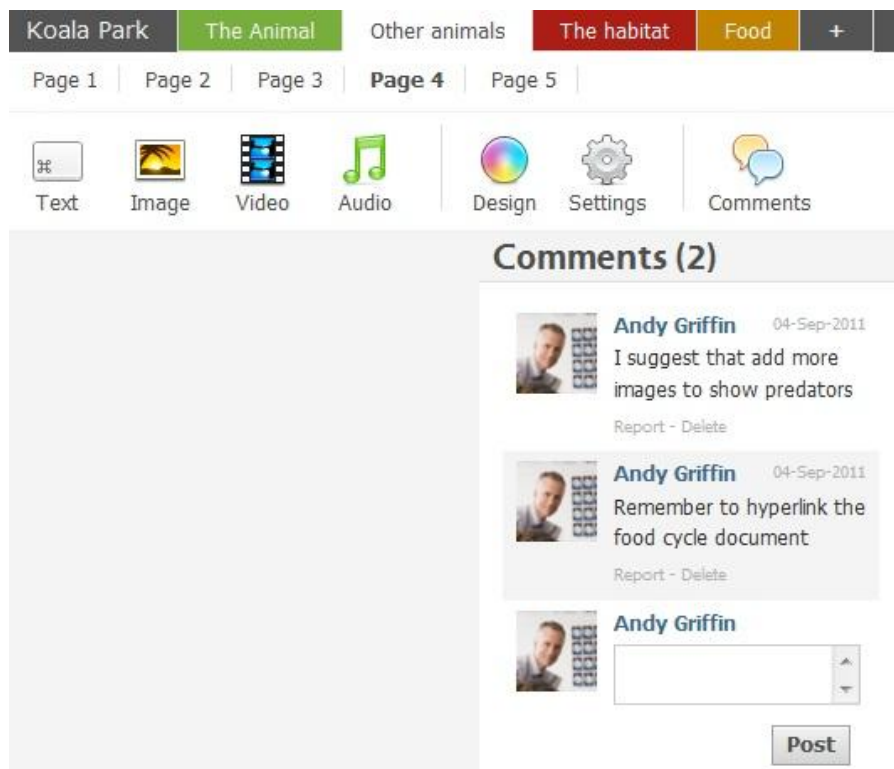 Koala Park The Animal Other animals The habitat Food +
Page 1 Page 2 Page 3 Page 4 Page 5
⌘
Text Image Video Audio Design Settings Comments
Comments (2)
Andy Griffin 04-Sep-2011
I suggest that add more
images to show predators
Report - Delete
Andy Griffin 04-Sep-2011
Remember to hyperlink the
food cycle document
Report - Delete
Andy Griffin
Post